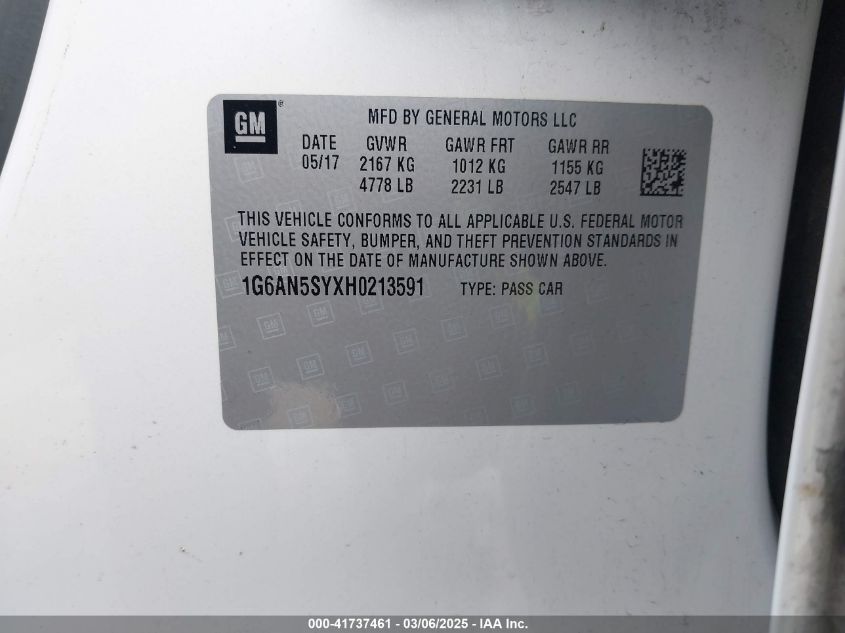 GM ® MFD BY GENERAL MOTORS LLC
DATE GVWR GAWR FRT GAWR RR
05/17 2167 KG 1012 KG 1155 KG
4778 LB 2231 LB 2547 LB
THIS VEHICLE CONFORMS TO ALL APPLICABLE U.S. FEDERAL MOTOR
VEHICLE SAFETY, BUMPER, AND THEFT PREVENTION STANDARDS IN
EFFECT ON THE DATE OF MANUFACTURE SHOWN ABOVE.
1G6AN5SYXH0213591 TYPE: PASS CAR
000-41737461 - 03/06/2025 - IAA Inc.